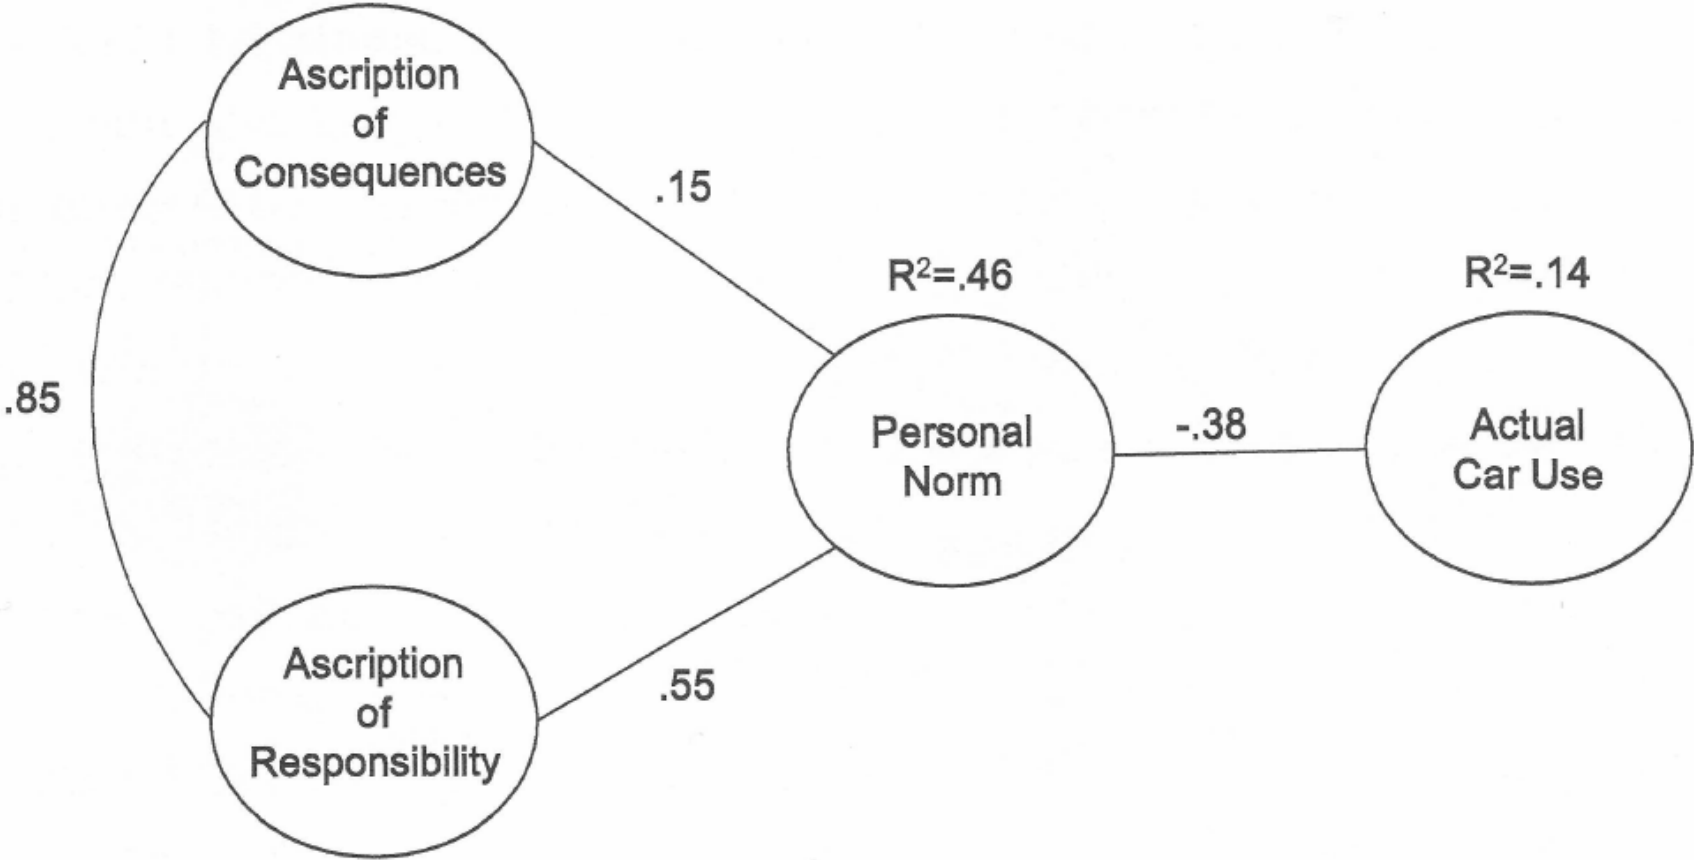 Ascription
of
Consequences
.15
R²=.46
R²=.14
.85
Personal
Norm
-.38
Actual
Car Use
Ascription
of
Responsibility
.55